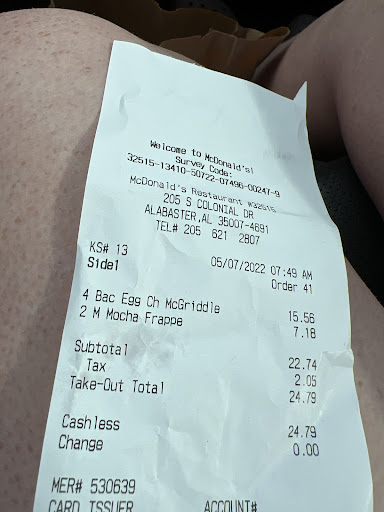 Welcome to McDonald's!
Survey Code:
32515-13410-50722-07496-00247-9
McDonald's Restaurant #32515
205 S COLONIAL DR
ALABASTER,AL 35007-4691
TEL# 205 621 2807
KS# 13 05/07/2022 07:49 AM
Side1 Order 41
4 Bac Egg Ch McGriddle 15.56
2 M Mocha Frappe 7.18
Subtotal 22.74
Tax 2.05
Take-Out Total 24.79
Cashless 24.79
Change 0.00
MER# 530639
CARD ISSUER ACCOUNT#